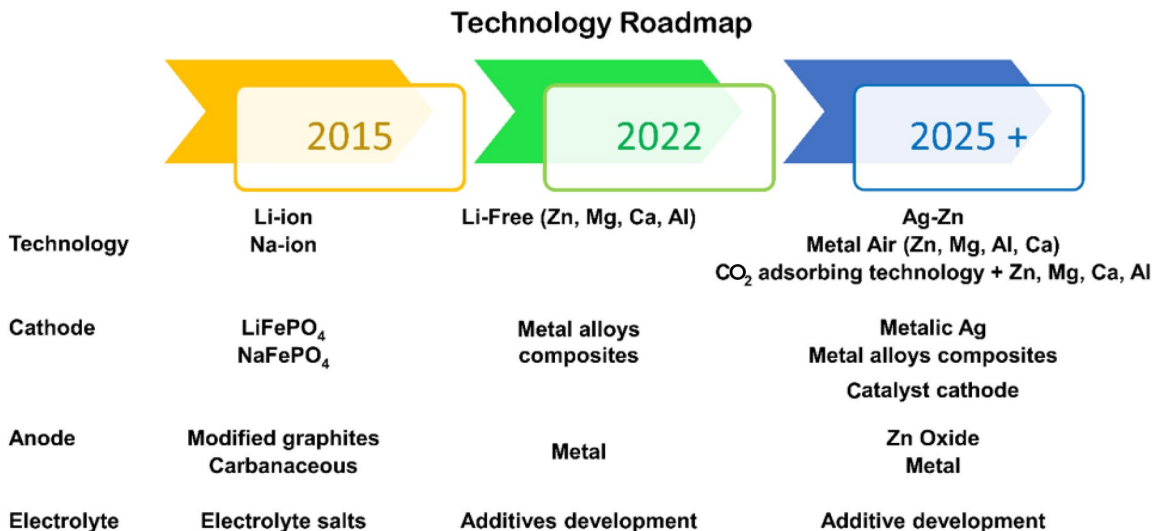 Technology Roadmap
2015 2022 2025 +
Technology
Li-ion
Na-ion
Li-Free (Zn, Mg, Ca, Al)
Ag-Zn
Metal Air (Zn, Mg, Al, Ca)
CO₂ adsorbing technology + Zn, Mg, Ca, Al
Cathode
LiFePO₄
NaFePO₄
Metal alloys
composites
Metalic Ag
Metal alloys composites
Catalyst cathode
Anode
Modified graphites
Carbanaceous
Metal
Zn Oxide
Metal
Electrolyte
Electrolyte salts
Additives development
Additive development